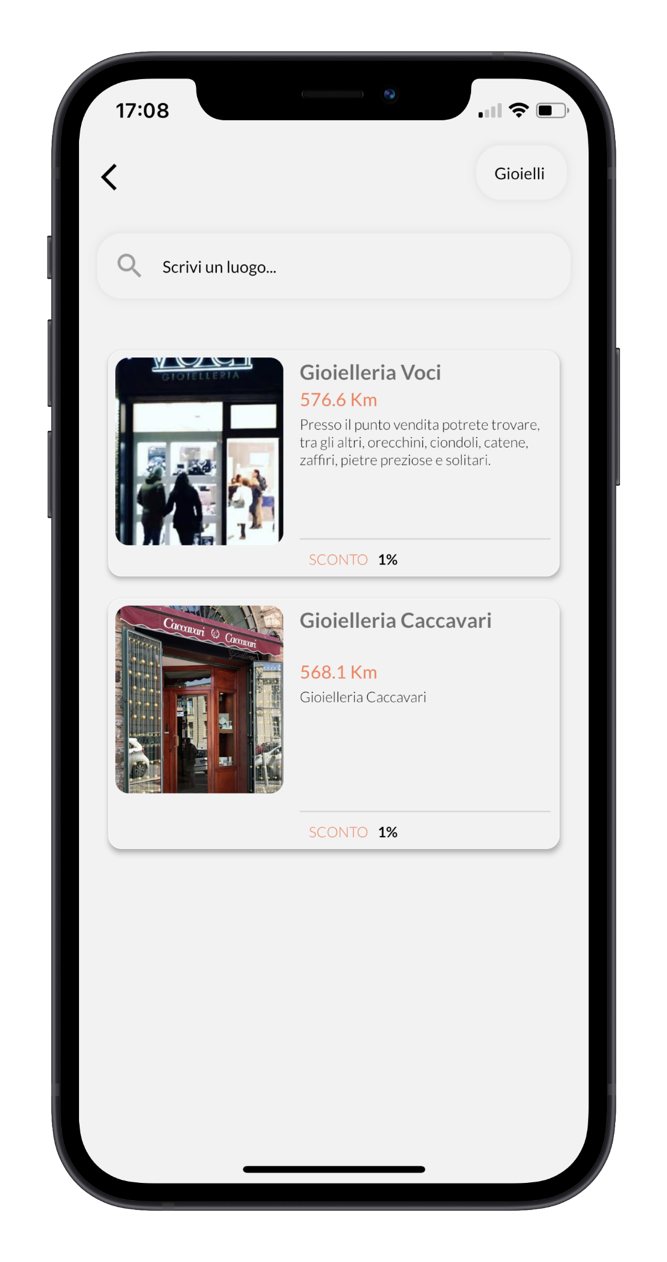 17:08
Gioielli
Scrivi un luogo...
VOCI
GIOIELLERIA
Gioielleria Voci
576.6 Km
Presso il punto vendita potrete trovare,
tra gli altri, orecchini, ciondoli, catene,
zaffiri, pietre preziose e solitari.
SCONTO 1%
Caccavari Caccavari
Gioielleria Caccavari
568.1 Km
Gioielleria Caccavari
SCONTO 1%